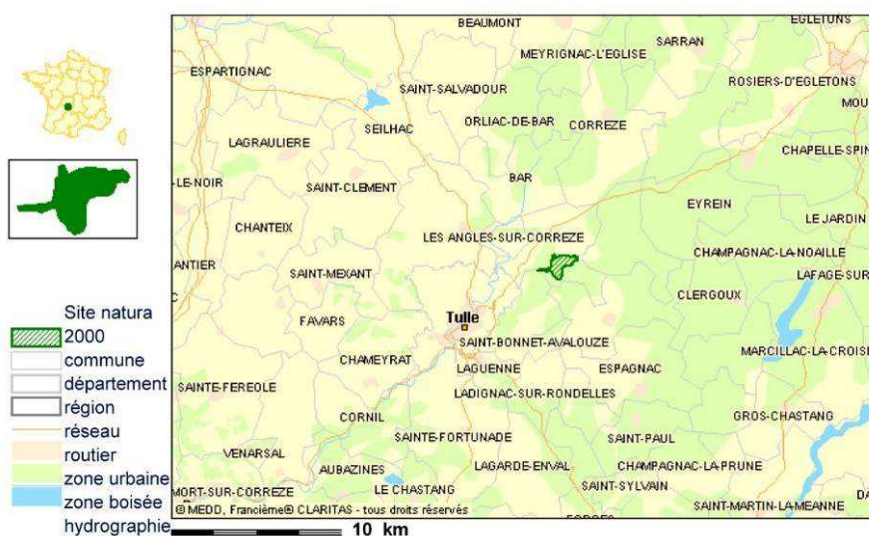 BEAUMONT
EGLETONS
SARRAN
MEYRIGNAC-L'EGLISE
ESPARTIGNAC
ROSIERS-D'EGLETONS
SAINT-SALVADOUR
MOU
ORLIAC-DE-BAR
CORREZE
SEILHAC
LAGRAULIERE
CHAPELLE-SPIN
BAR
-LE-NOIR
SAINT-CLEMENT
EYREIN
LE JARDIN
CHANTEIX
LES ANGLES-SUR-CORREZE
CHAMPAGNAC-LA-NOAILLE
ANTIER
SAINT-MEXANT
LAFAGE-SUR-
CLERGOUX
Site natura
2000
commune
département
région
réseau
routier
zone urbaine
zone boisée
hydrographie
Tulle
FAVARS
SAINT-BONNET-AVALOUZE
MARCILLAC-LA-CROISE
CHAMEYRAT
LAGUENNE
ESPAGNAC
SAINTE-FEREOLE
LADIGNAC-SUR-RONDELLES
CORNIL
GROS-CHASTANG
SAINTE-FORTUNADE
SAINT-PAUL
VENARSAL
AUBAZINES
LAGARDE-ENVAL
CHAMPAGNAC-LA-PRUNE
MORT-SUR-CORREZE
LE CHASTANG
SAINT-SYLVAIN
DA
SAINT-MARTIN-LA-MEANNE
© MEDD, Francième® CLARITAS - tous droits réservés
10 km